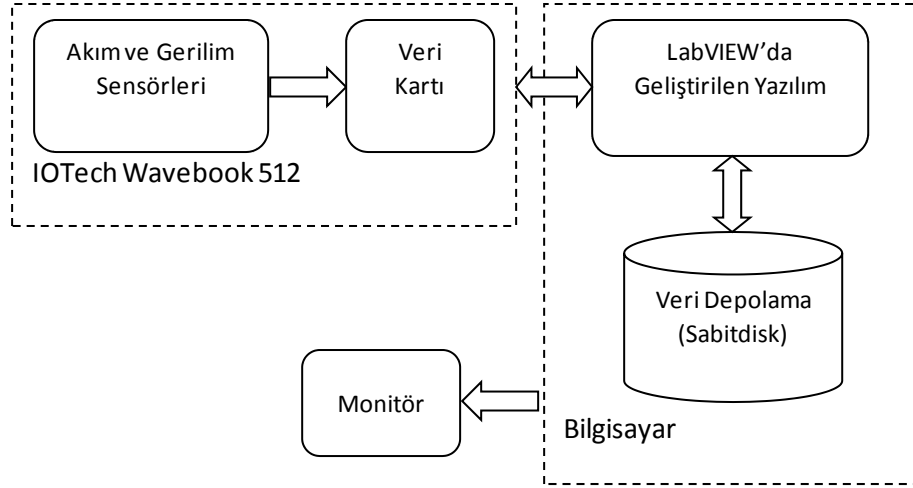 Akım ve Gerilim
Sensörleri
Veri
Kartı
IOTech Wavebook 512
LabVIEW’da
Geliştirilen Yazılım
Veri Depolama
(Sabitdisk)
Monitör
Bilgisayar